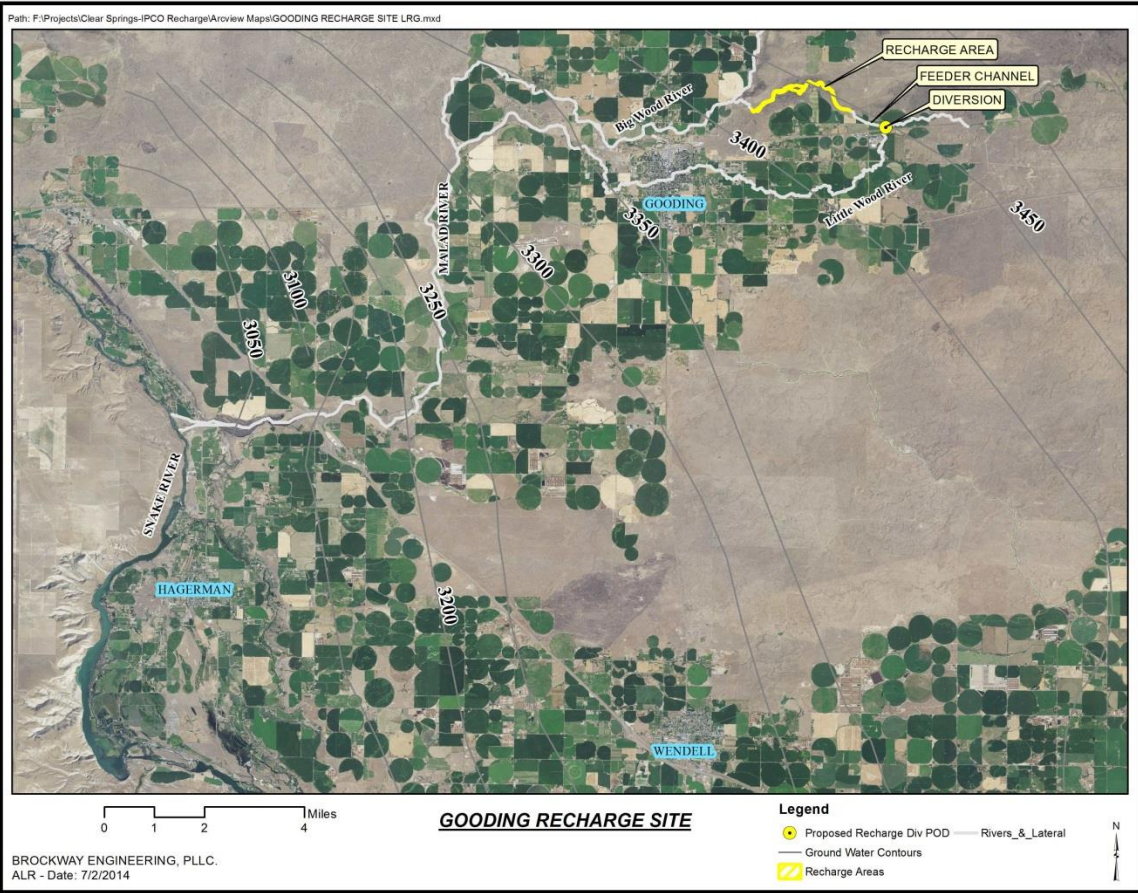 Path: F:\Projects\Clear Springs-IPCO Recharge\Arcview Maps\GOODING RECHARGE SITE LRG.mxd
RECHARGE AREA
FEEDER CHANNEL
DIVERSION
Big Wood River
3400
GOODING
Little Wood River
3450
3350
MALAD RIVER
3300
3250
3100
3050
SNAKE RIVER
HAGERMAN
3200
WENDELL
Miles
0 1 2 4
GOODING RECHARGE SITE
BROCKWAY ENGINEERING, PLLC.
ALR - Date: 7/2/2014
Legend
Proposed Recharge Div POD
Rivers_&_Lateral
Ground Water Contours
Recharge Areas
N